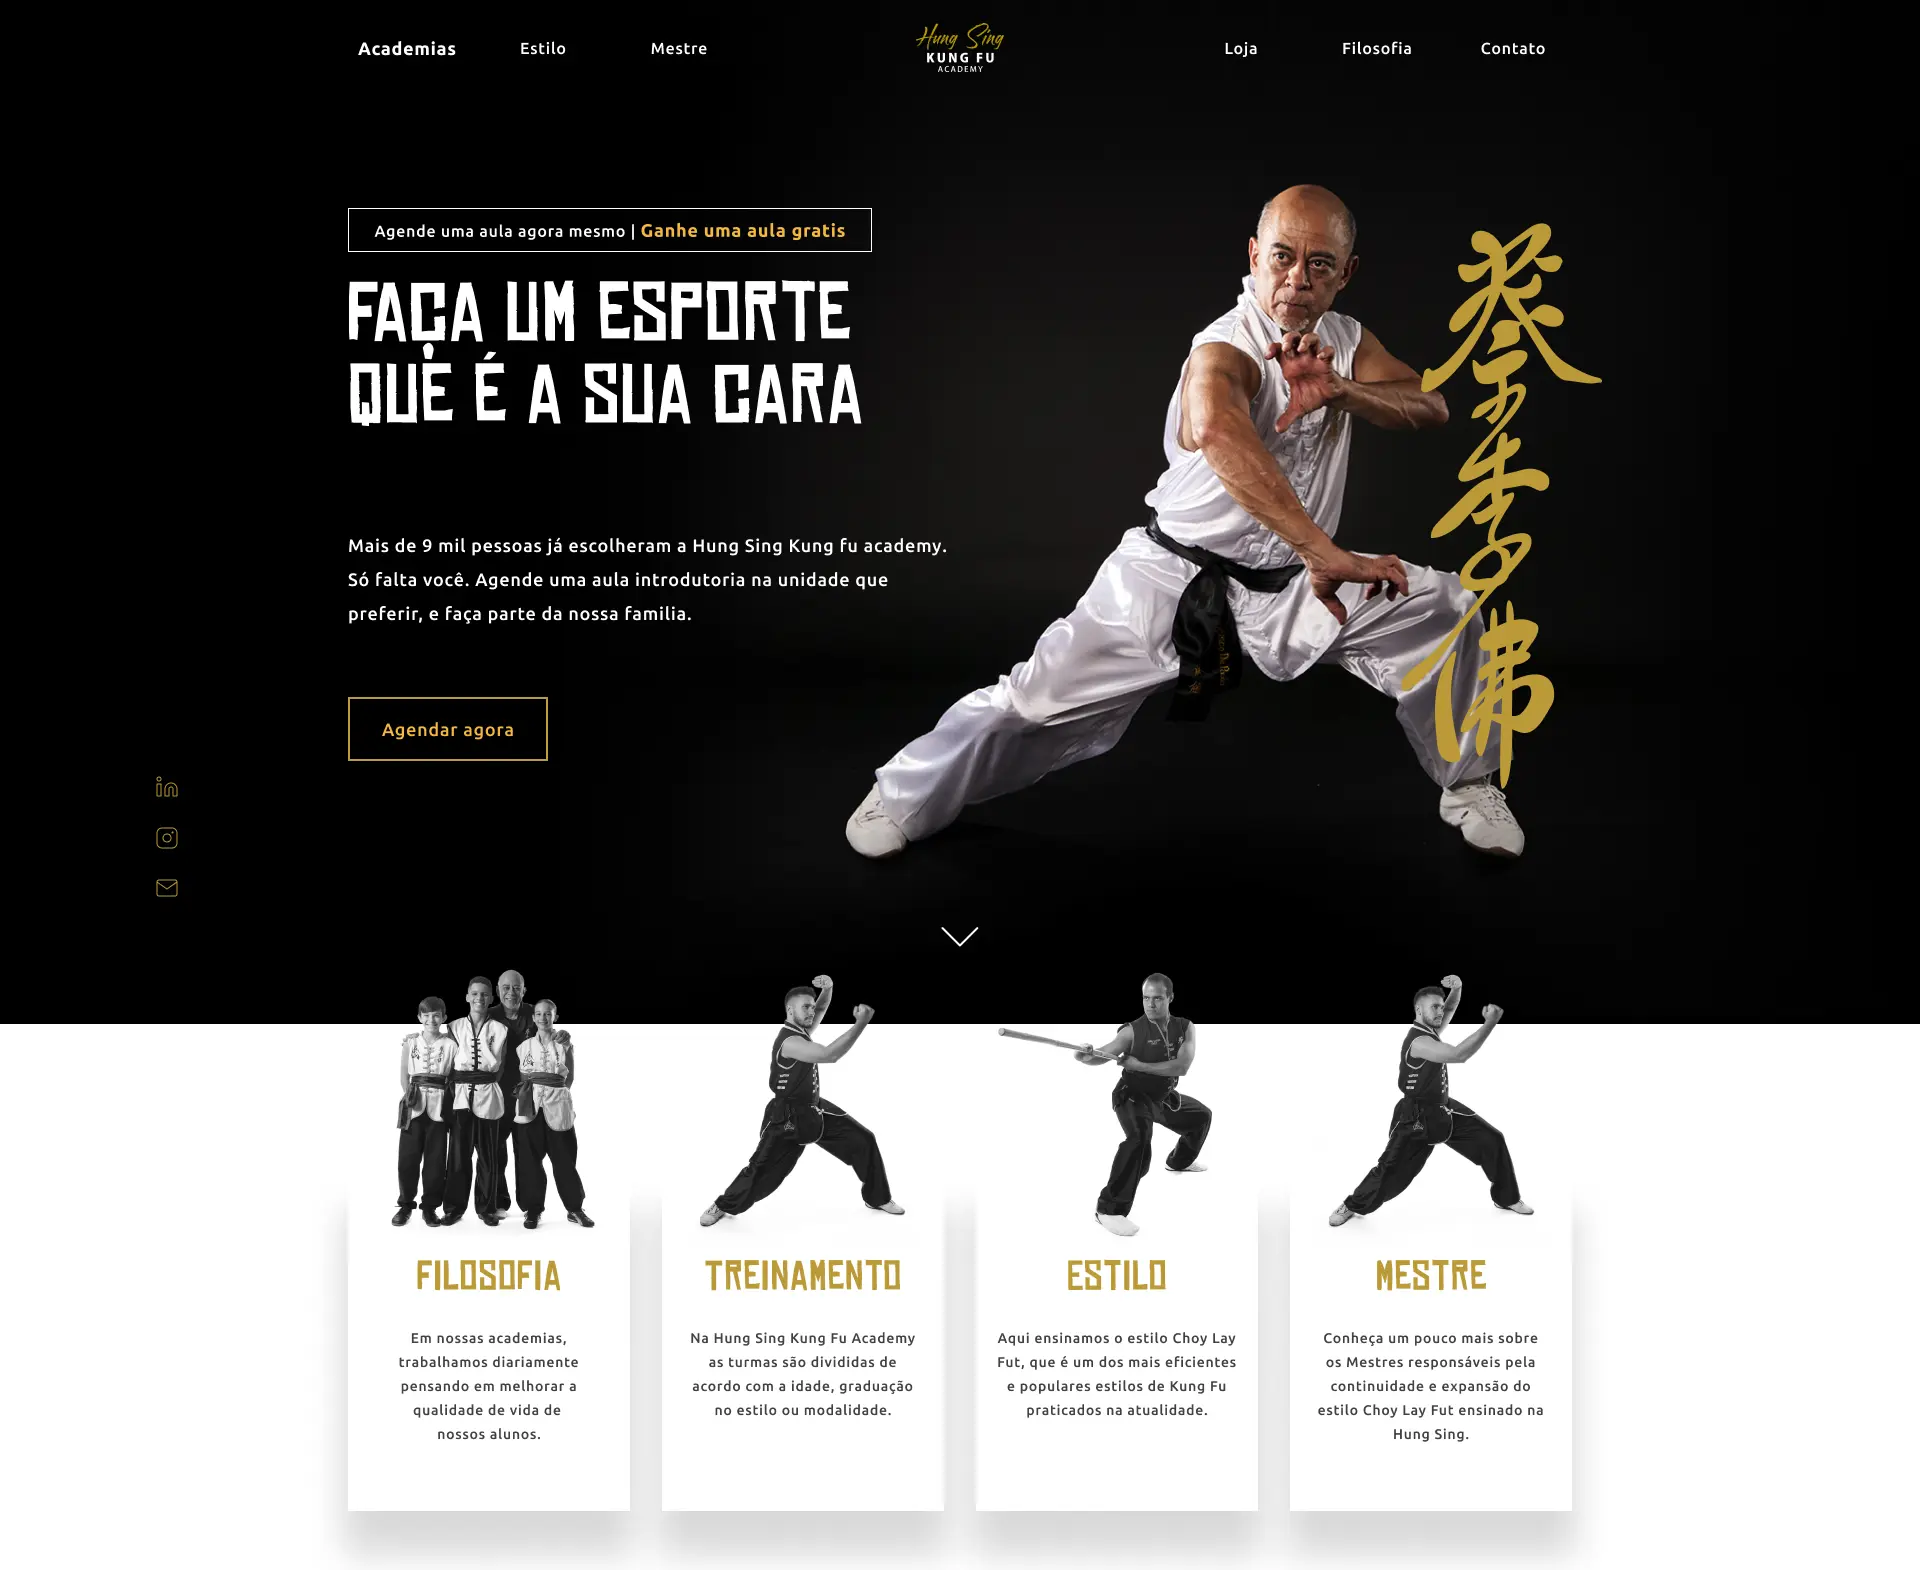 Academias
Estilo
Mestre
Hung Sing
KUNG FU
ACADEMY
Loja
Filosofia
Contato
Agende uma aula agora mesmo | Ganhe uma aula gratis
FAÇA UM ESPORTE
QUE É A SUA CARA
蔡李佛
Mais de 9 mil pessoas já escolheram a Hung Sing Kung fu academy.
Só falta você. Agende uma aula introdutoria na unidade que
preferir, e faça parte da nossa familia.
Agendar agora
FILOSOFIA
Em nossas academias,
trabalhamos diariamente
pensando em melhorar a
qualidade de vida de
nossos alunos.
TREINAMENTO
Na Hung Sing Kung Fu Academy
as turmas são divididas de
acordo com a idade, graduação
no estilo ou modalidade.
ESTILO
Aqui ensinamos o estilo Choy Lay
Fut, que é um dos mais eficientes
e populares estilos de Kung Fu
praticados na atualidade.
MESTRE
Conheça um pouco mais sobre
os Mestres responsáveis pela
continuidade e expansão do
estilo Choy Lay Fut ensinado na
Hung Sing.